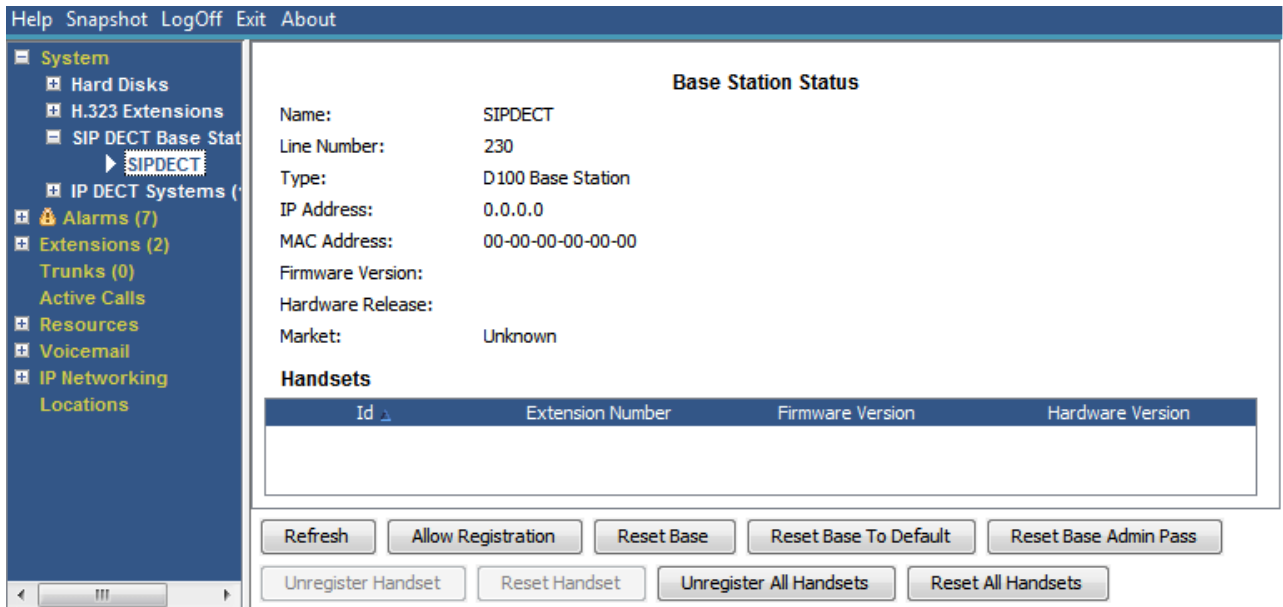 Help Snapshot LogOff Exit About
System
Hard Disks
H.323 Extensions
SIP DECT Base Stat
SIPDECT
IP DECT Systems (
Alarms (7)
Extensions (2)
Trunks (0)
Active Calls
Resources
Voicemail
IP Networking
Locations
Base Station Status
Name: SIPDECT
Line Number: 230
Type: D100 Base Station
IP Address: 0.0.0.0
MAC Address: 00-00-00-00-00-00
Firmware Version:
Hardware Release:
Market: Unknown
Handsets
Id Extension Number Firmware Version Hardware Version
Refresh Allow Registration Reset Base Reset Base To Default Reset Base Admin Pass
Unregister Handset Reset Handset Unregister All Handsets Reset All Handsets